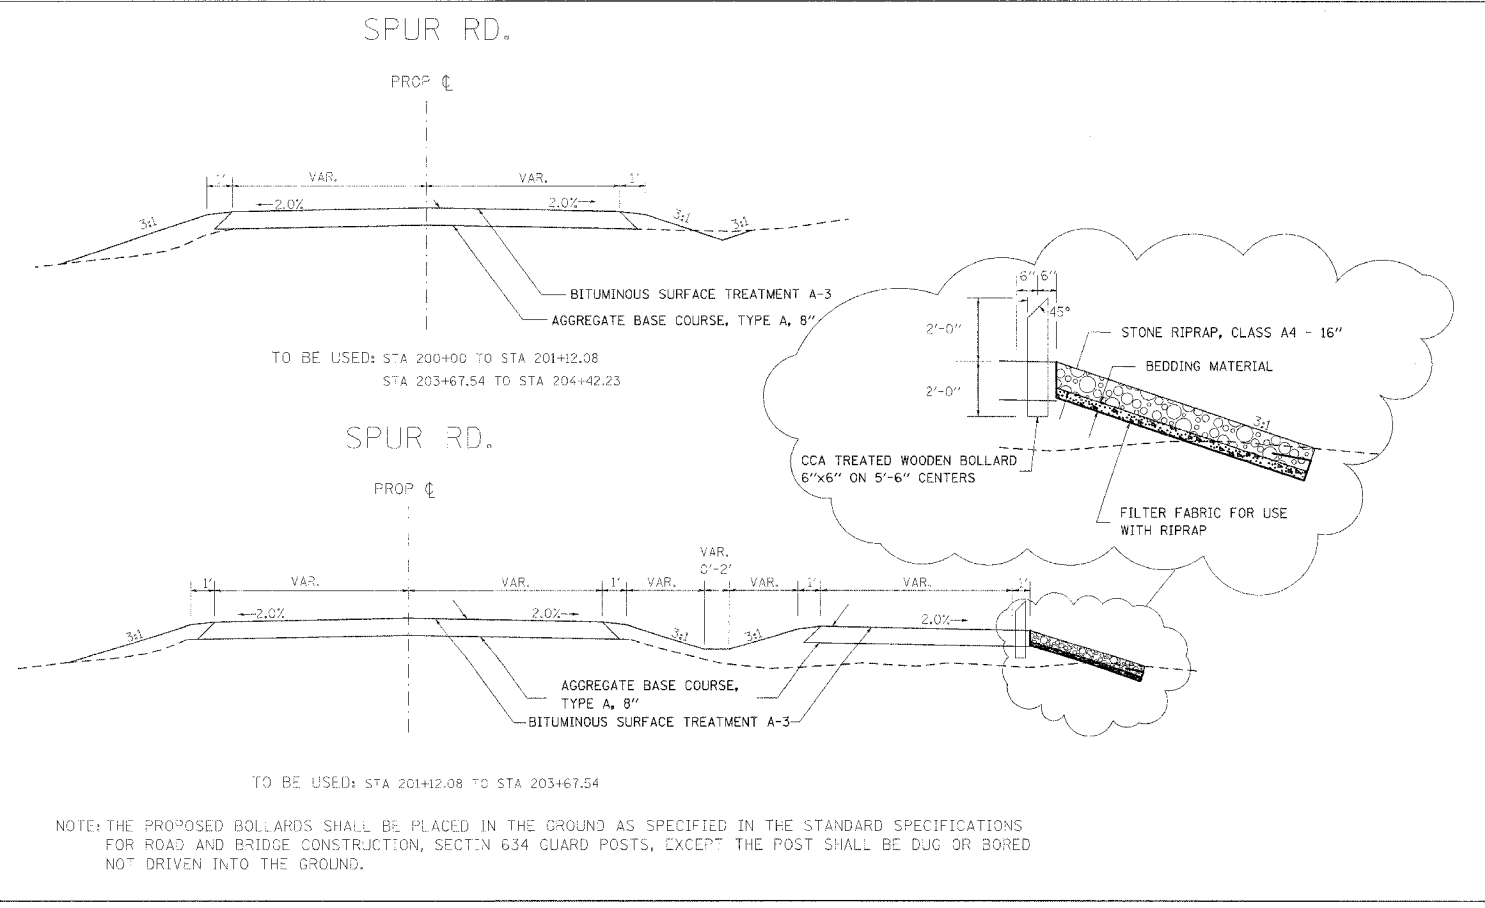 SPUR RD.
PROP ℄
1' VAR. VAR. 1'
3:1 2.0% 2.0% 3:1 3:1
BITUMINOUS SURFACE TREATMENT A-3
AGGREGATE BASE COURSE, TYPE A, 8"
TO BE USED: STA 200+00 TO STA 201+12.08
STA 203+67.54 TO STA 204+42.23
6" 6"
45°
2'-0"
2'-0"
STONE RIPRAP, CLASS A4 - 16"
BEDDING MATERIAL
3:1
CCA TREATED WOODEN BOLLARD
6"x6" ON 5'-6" CENTERS
FILTER FABRIC FOR USE
WITH RIPRAP
SPUR RD.
PROP ℄
VAR.
0'-2'
1' VAR. VAR. 1' VAR. VAR. 1' VAR. 1'
3:1 2.0% 2.0% 3:1 3:1 2.0%
AGGREGATE BASE COURSE,
TYPE A, 8"
BITUMINOUS SURFACE TREATMENT A-3
TO BE USED: STA 201+12.08 TO STA 203+67.54
NOTE: THE PROPOSED BOLLARDS SHALL BE PLACED IN THE GROUND AS SPECIFIED IN THE STANDARD SPECIFICATIONS
FOR ROAD AND BRIDGE CONSTRUCTION, SECTIN 634 GUARD POSTS, EXCEPT THE POST SHALL BE DUG OR BORED
NOT DRIVEN INTO THE GROUND.